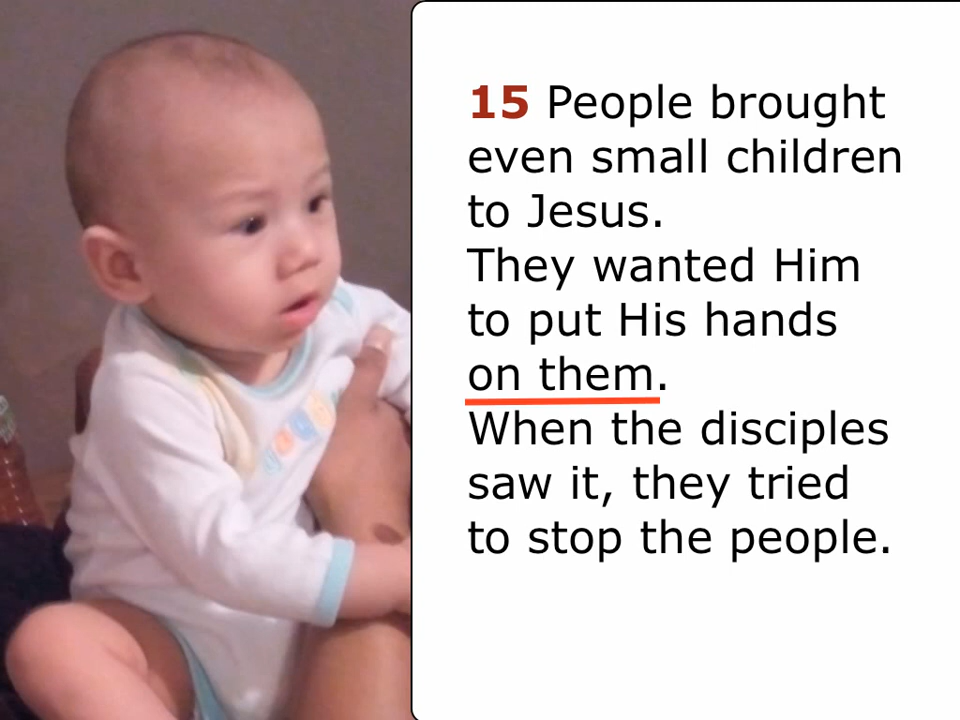 15 People brought
even small children
to Jesus.
They wanted Him
to put His hands
on them.
When the disciples
saw it, they tried
to stop the people.